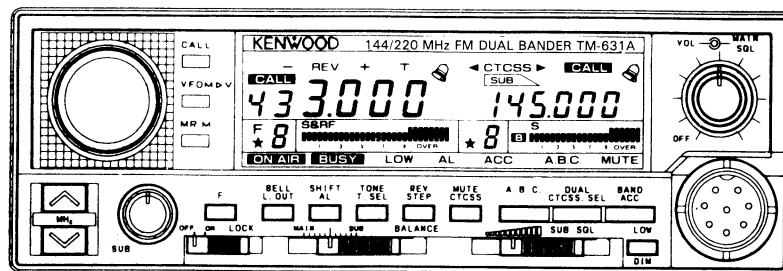 CALL
VFO M▷V
MR M
KENWOOD 144/220 MHz FM DUAL BANDER TM-631A
− REV + T ◄ CTCSS ► CALL
CALL SUB
433.000 145.000
F S&RF S
★ 8 1 3 5 7 9 OVER ★ 8 B 1 3 5 7 9 OVER
ON AIR BUSY LOW AL ACC A.B.C MUTE
VOL MAIN SQL
OFF
MHz
SUB
F
BELL L.OUT
SHIFT AL
TONE T SEL
REV STEP
MUTE CTCSS
A B C
DUAL CTCSS. SEL
BAND ACC
OFF ON LOCK
MAIN SUB BALANCE
SUB SQL
LOW
DIM